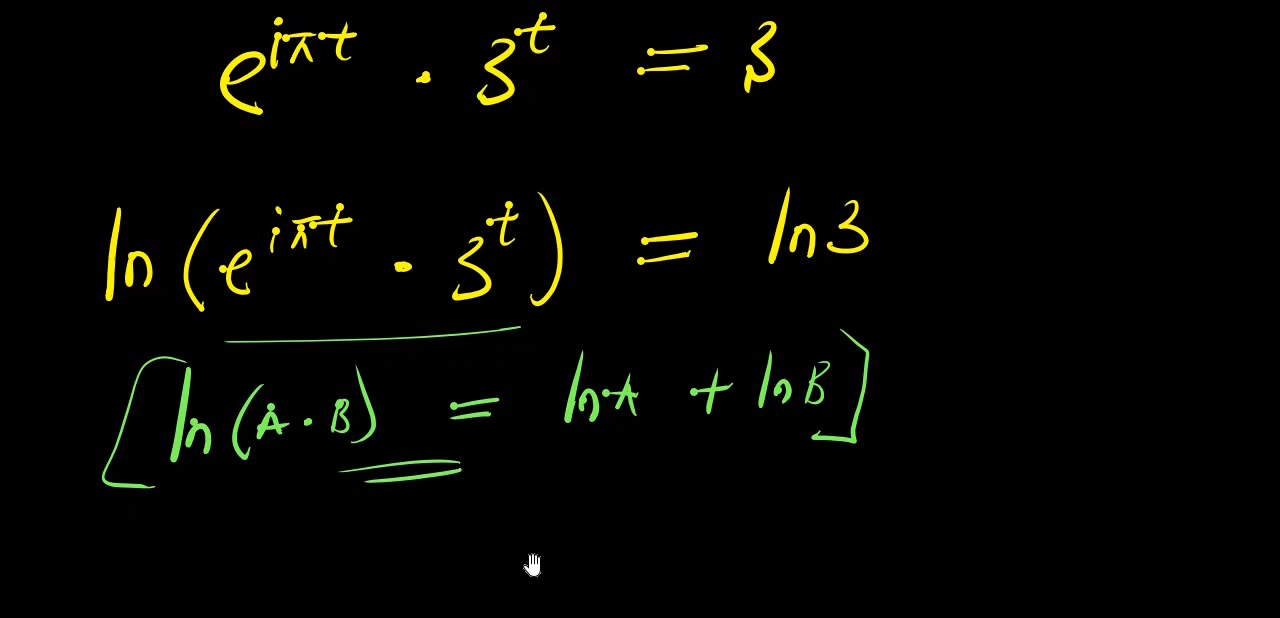 e^{iπt} · 3^t = 3
ln(e^{iπt} · 3^t) = ln3
[ln(A·B) = lnA + lnB]